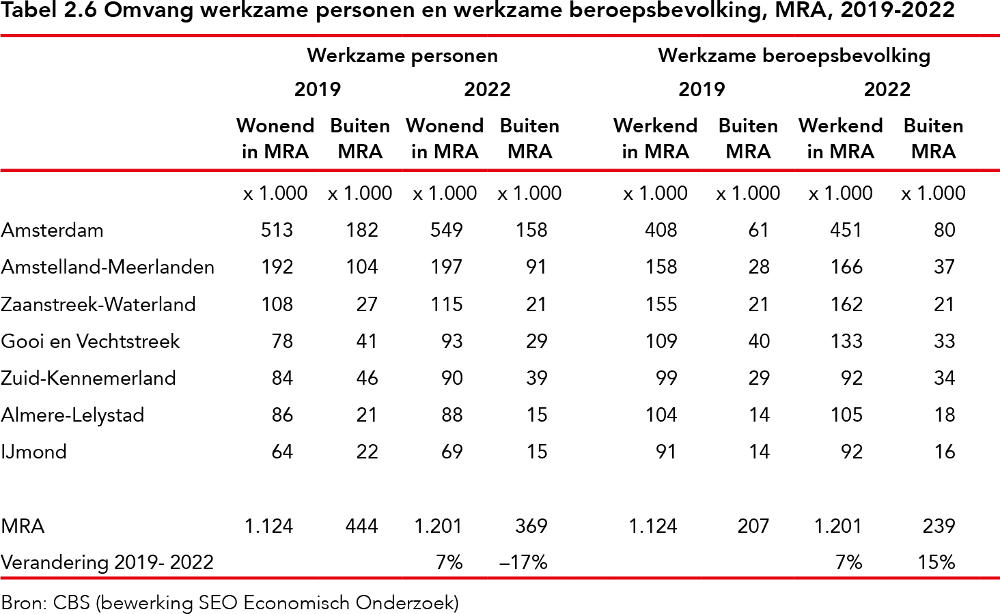 Tabel 2.6 Omvang werkzame personen en werkzame beroepsbevolking, MRA, 2019-2022
Werkzame personen Werkzame beroepsbevolking
2019 2022 2019 2022
Wonend Buiten Wonend Buiten Werkend Buiten Werkend Buiten
in MRA MRA in MRA MRA in MRA MRA in MRA MRA
x 1.000 x 1.000 x 1.000 x 1.000 x 1.000 x 1.000 x 1.000 x 1.000
Amsterdam 513 182 549 158 408 61 451 80
Amstelland-Meerlanden 192 104 197 91 158 28 166 37
Zaanstreek-Waterland 108 27 115 21 155 21 162 21
Gooi en Vechtstreek 78 41 93 29 109 40 133 33
Zuid-Kennemerland 84 46 90 39 99 29 92 34
Almere-Lelystad 86 21 88 15 104 14 105 18
IJmond 64 22 69 15 91 14 92 16
MRA 1.124 444 1.201 369 1.124 207 1.201 239
Verandering 2019- 2022 7% –17% 7% 15%
Bron: CBS (bewerking SEO Economisch Onderzoek)